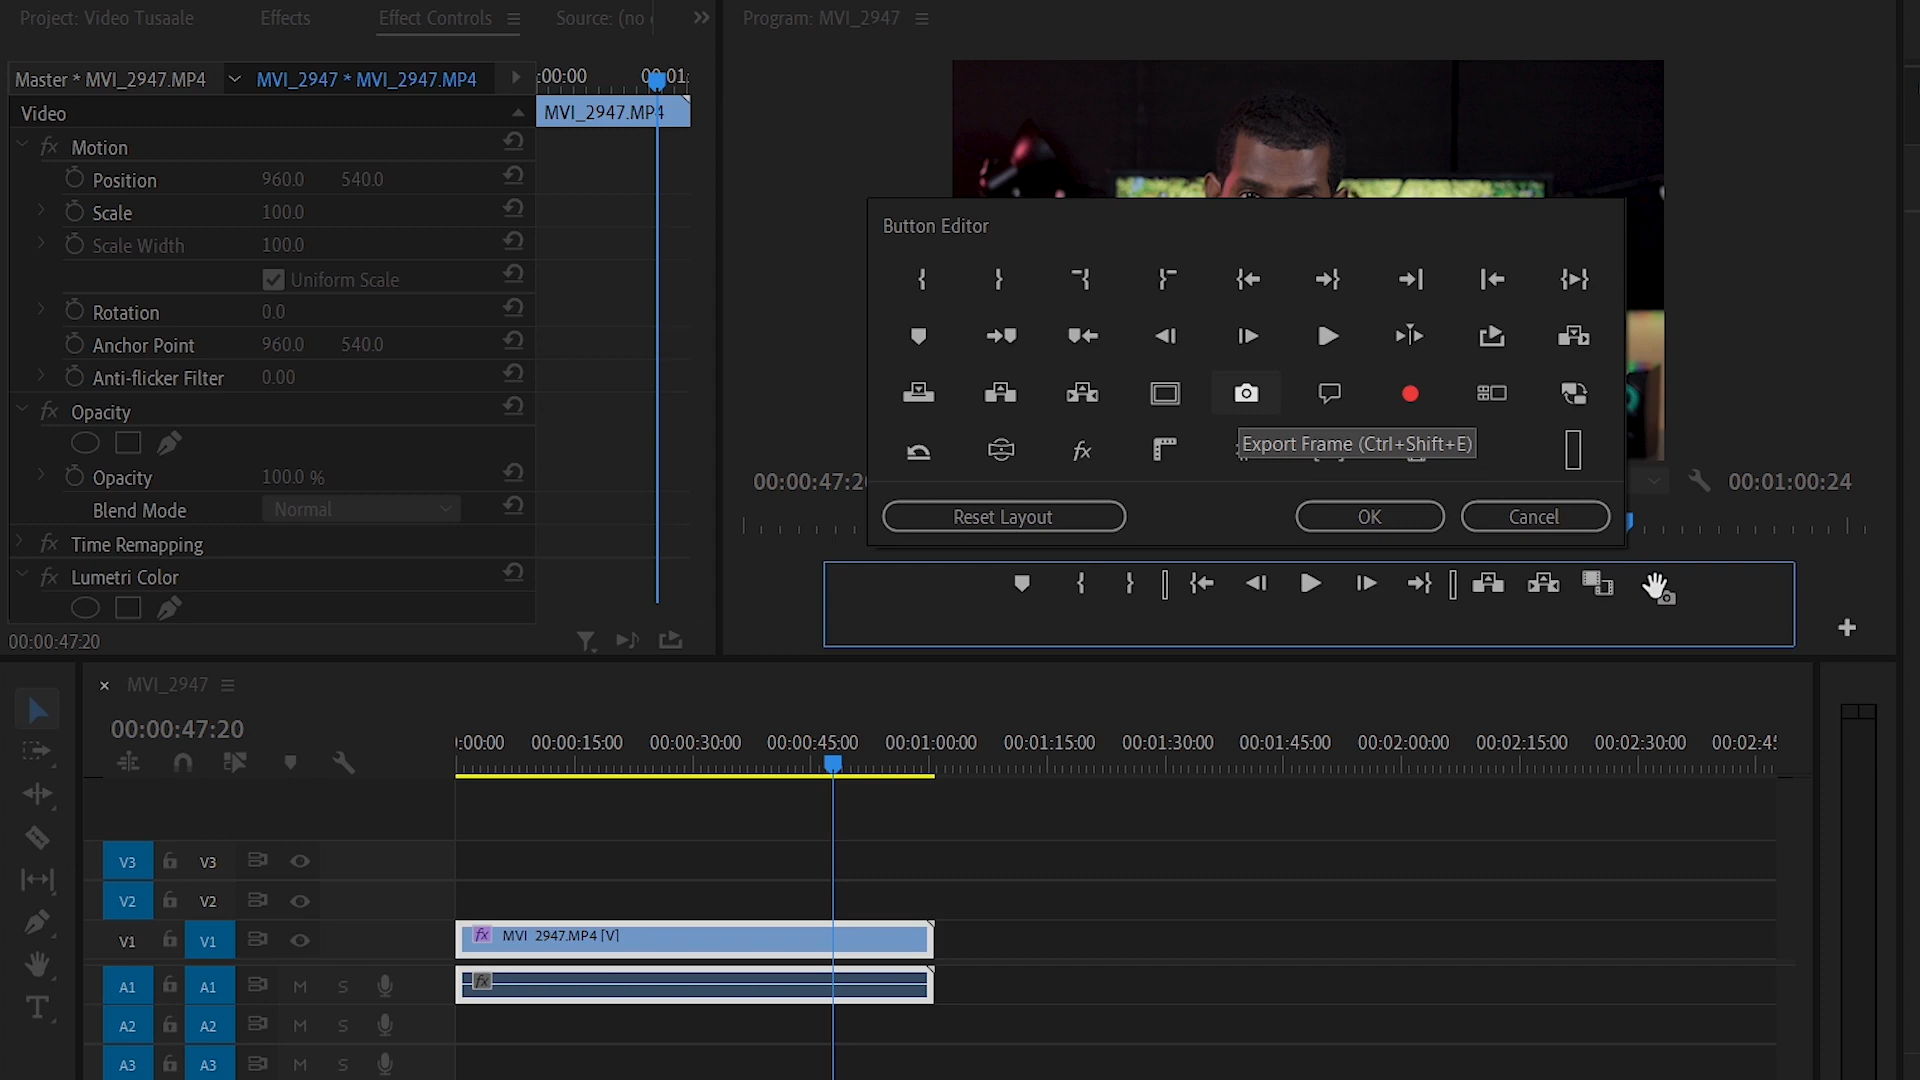 Project: Video Tusaale
Effects
Effect Controls
Source: (no
Program: MVI_2947
Master * MVI_2947.MP4
MVI_2947 * MVI_2947.MP4
:00:00
00:01:
Video
MVI_2947.MP4
Motion
Position 960.0 540.0
Scale 100.0
Scale Width 100.0
Uniform Scale
Rotation 0.0
Anchor Point 960.0 540.0
Anti-flicker Filter 0.00
Opacity
Opacity 100.0 %
Blend Mode Normal
Time Remapping
Lumetri Color
00:00:47:20
Button Editor
fx
Export Frame (Ctrl+Shift+E)
Reset Layout
OK
Cancel
00:00:47:20
00:01:00:24
MVI_2947
00:00:47:20
:00:00 00:00:15:00 00:00:30:00 00:00:45:00 00:01:00:00 00:01:15:00 00:01:30:00 00:01:45:00 00:02:00:00 00:02:15:00 00:02:30:00 00:02:45
V3 V3
V2 V2
V1 V1
fx MVI_2947.MP4 [V]
A1 A1 M S
fx
A2 A2 M S
A3 A3 M S